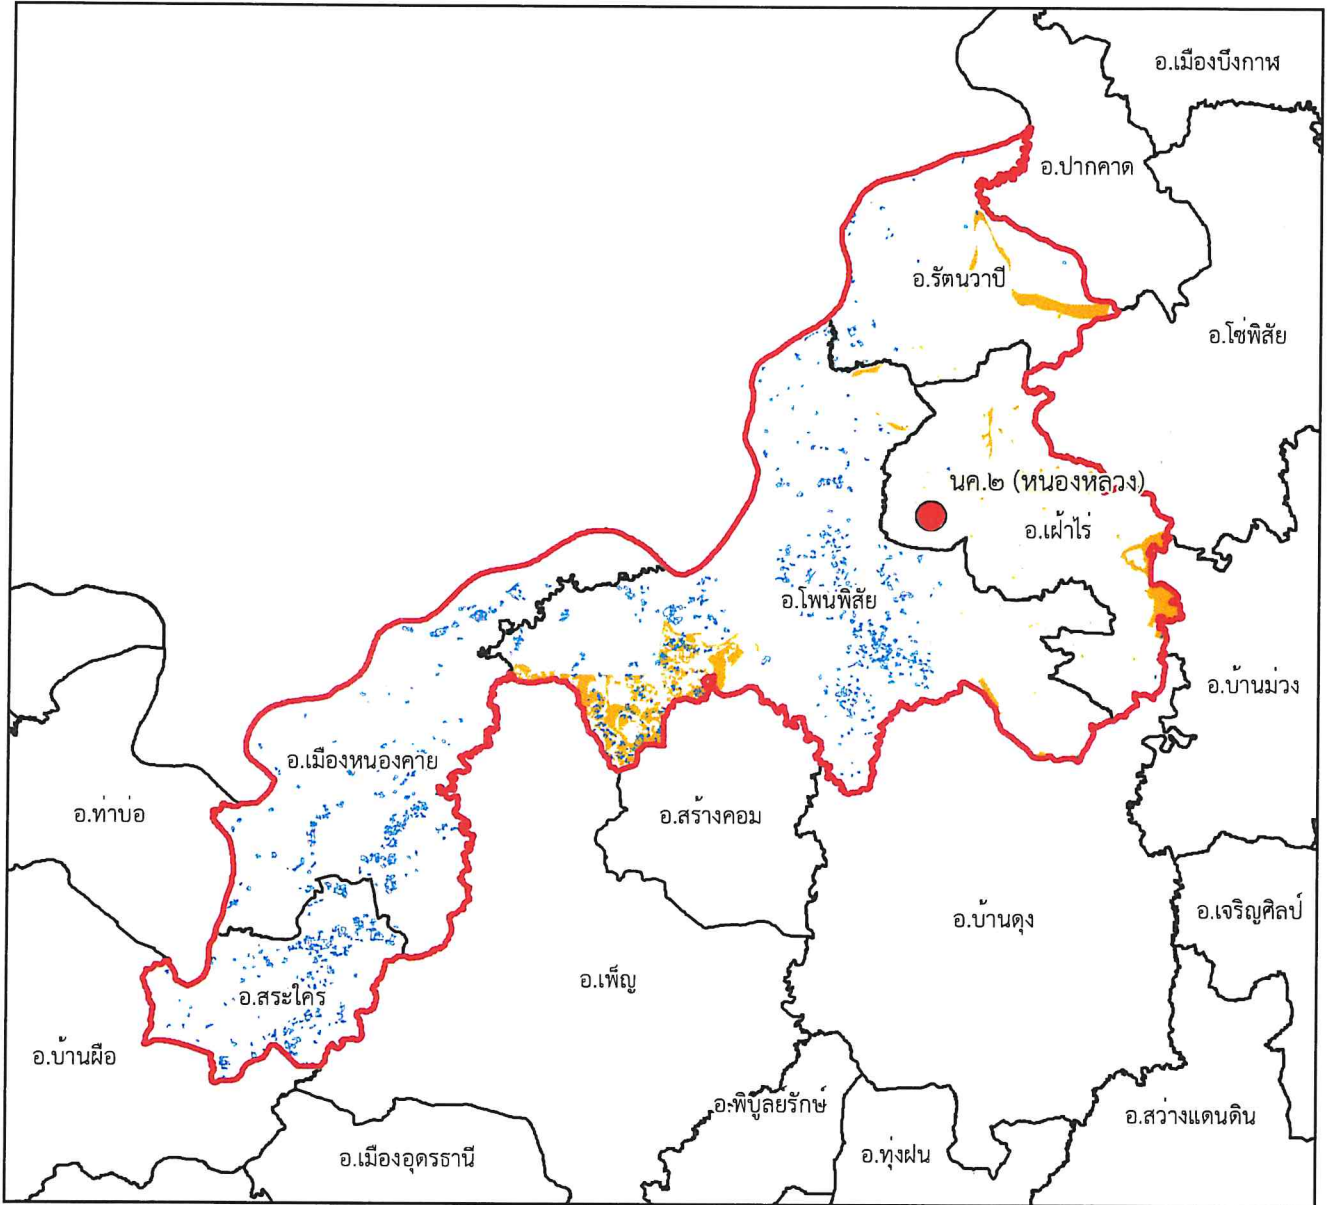 อ.เมืองบึงกาฬ
อ.ปากคาด
อ.รัตนวาปี
อ.โซ่พิสัย
นค.๒ (หนองหลวง)
อ.เฝ้าไร่
อ.โพนพิสัย
อ.บ้านม่วง
อ.เมืองหนองคาย
อ.ท่าบ่อ
อ.สร้างคอม
อ.เจริญศิลป์
อ.บ้านดุง
อ.เพ็ญ
อ.สระใคร
อ.บ้านผือ
อ.พิบูลย์รักษ์
อ.สว่างแดนดิน
อ.ทุ่งฝน
อ.เมืองอุดรธานี